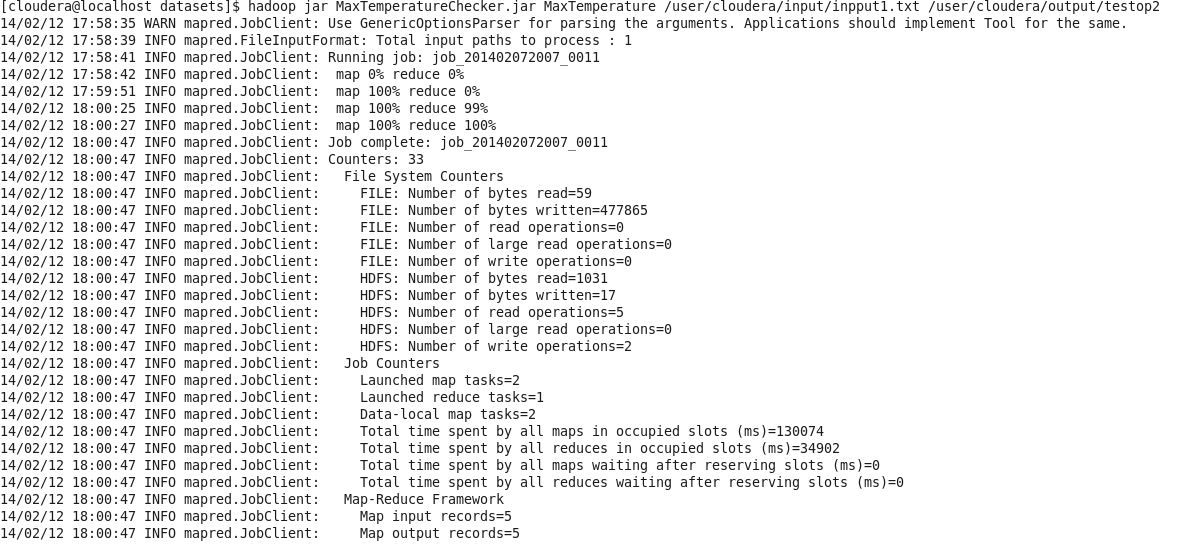 [cloudera@localhost datasets]$ hadoop jar MaxTemperatureChecker.jar MaxTemperature /user/cloudera/input/inpput1.txt /user/cloudera/output/testop2
14/02/12 17:58:35 WARN mapred.JobClient: Use GenericOptionsParser for parsing the arguments. Applications should implement Tool for the same.
14/02/12 17:58:39 INFO mapred.FileInputFormat: Total input paths to process : 1
14/02/12 17:58:41 INFO mapred.JobClient: Running job: job_201402072007_0011
14/02/12 17:58:42 INFO mapred.JobClient:  map 0% reduce 0%
14/02/12 17:59:51 INFO mapred.JobClient:  map 100% reduce 0%
14/02/12 18:00:25 INFO mapred.JobClient:  map 100% reduce 99%
14/02/12 18:00:27 INFO mapred.JobClient:  map 100% reduce 100%
14/02/12 18:00:47 INFO mapred.JobClient: Job complete: job_201402072007_0011
14/02/12 18:00:47 INFO mapred.JobClient: Counters: 33
14/02/12 18:00:47 INFO mapred.JobClient:   File System Counters
14/02/12 18:00:47 INFO mapred.JobClient:     FILE: Number of bytes read=59
14/02/12 18:00:47 INFO mapred.JobClient:     FILE: Number of bytes written=477865
14/02/12 18:00:47 INFO mapred.JobClient:     FILE: Number of read operations=0
14/02/12 18:00:47 INFO mapred.JobClient:     FILE: Number of large read operations=0
14/02/12 18:00:47 INFO mapred.JobClient:     FILE: Number of write operations=0
14/02/12 18:00:47 INFO mapred.JobClient:     HDFS: Number of bytes read=1031
14/02/12 18:00:47 INFO mapred.JobClient:     HDFS: Number of bytes written=17
14/02/12 18:00:47 INFO mapred.JobClient:     HDFS: Number of read operations=5
14/02/12 18:00:47 INFO mapred.JobClient:     HDFS: Number of large read operations=0
14/02/12 18:00:47 INFO mapred.JobClient:     HDFS: Number of write operations=2
14/02/12 18:00:47 INFO mapred.JobClient:   Job Counters
14/02/12 18:00:47 INFO mapred.JobClient:     Launched map tasks=2
14/02/12 18:00:47 INFO mapred.JobClient:     Launched reduce tasks=1
14/02/12 18:00:47 INFO mapred.JobClient:     Data-local map tasks=2
14/02/12 18:00:47 INFO mapred.JobClient:     Total time spent by all maps in occupied slots (ms)=130074
14/02/12 18:00:47 INFO mapred.JobClient:     Total time spent by all reduces in occupied slots (ms)=34902
14/02/12 18:00:47 INFO mapred.JobClient:     Total time spent by all maps waiting after reserving slots (ms)=0
14/02/12 18:00:47 INFO mapred.JobClient:     Total time spent by all reduces waiting after reserving slots (ms)=0
14/02/12 18:00:47 INFO mapred.JobClient:   Map-Reduce Framework
14/02/12 18:00:47 INFO mapred.JobClient:     Map input records=5
14/02/12 18:00:47 INFO mapred.JobClient:     Map output records=5